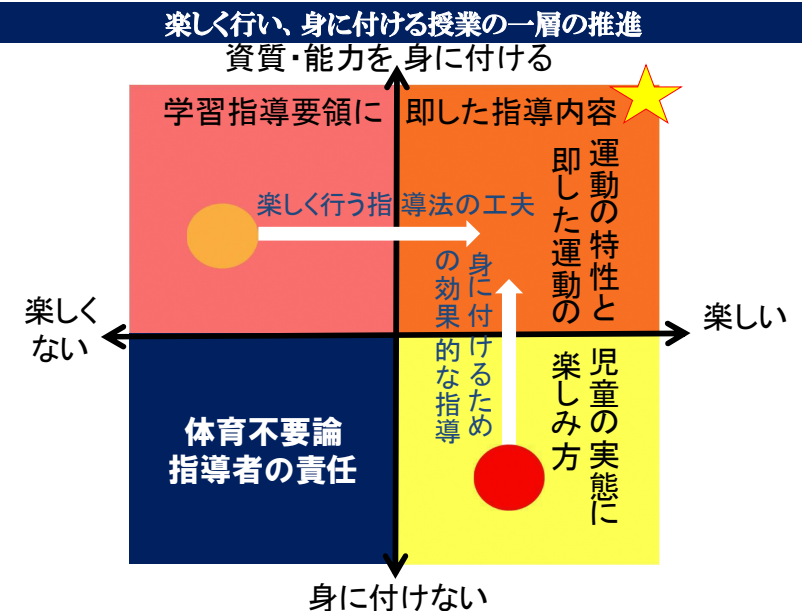 楽しく行い、身に付ける授業の一層の推進
資質・能力を 身に付ける
学習指導要領に 即した指導内容
楽しく行う指 導法の工夫
運動の特性と児童の実態に
即した運動の楽しみ方
身に付けるため
の効果的な指導
楽しく
ない
楽しい
体育不要論
指導者の責任
身に付けない